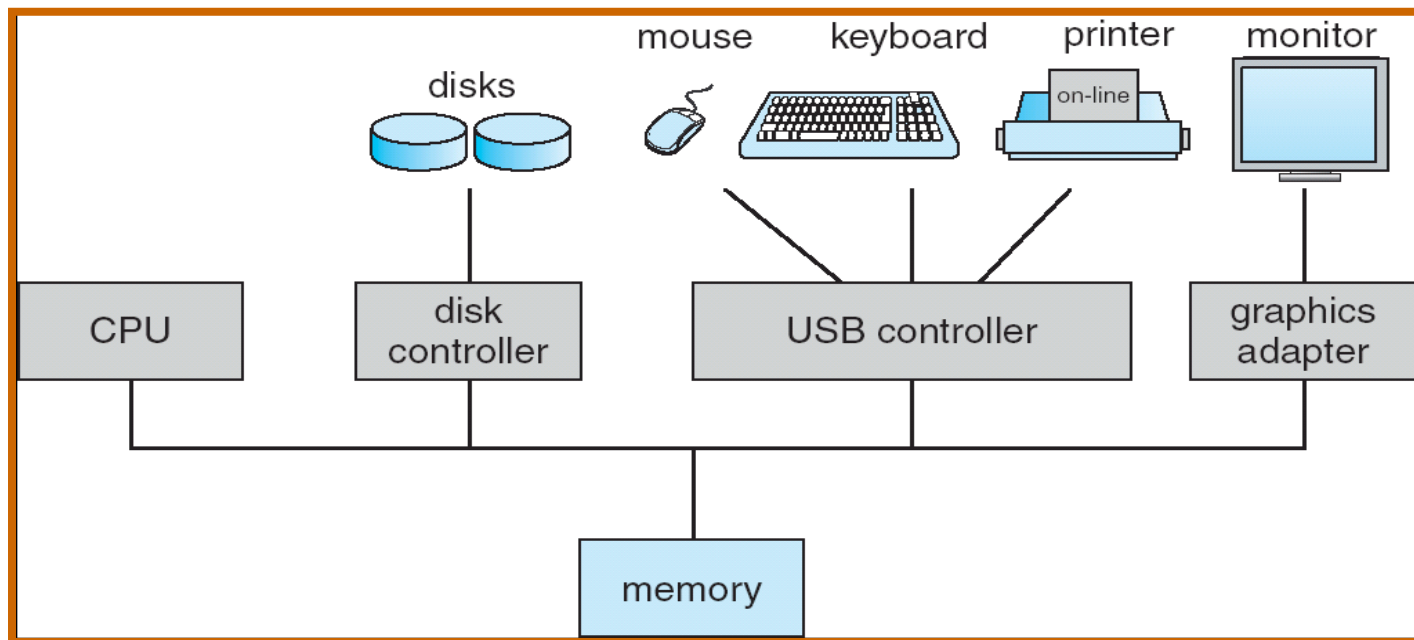 mouse
keyboard
printer
monitor
disks
on-line
CPU
disk
controller
USB controller
graphics
adapter
memory